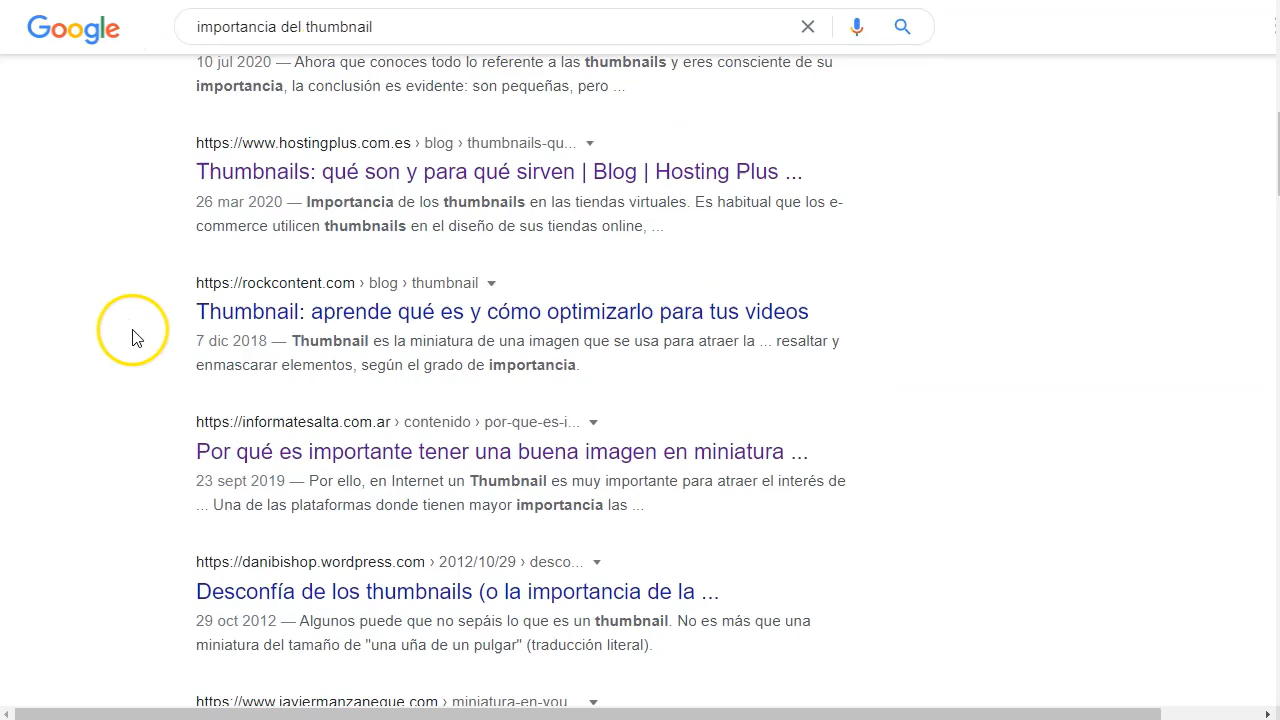 Google
importancia del thumbnail
10 jul 2020 — Ahora que conoces todo lo referente a las thumbnails y eres consciente de su
importancia, la conclusión es evidente: son pequeñas, pero ...
https://www.hostingplus.com.es › blog › thumbnails-qu...
Thumbnails: qué son y para qué sirven | Blog | Hosting Plus ...
26 mar 2020 — Importancia de los thumbnails en las tiendas virtuales. Es habitual que los e-
commerce utilicen thumbnails en el diseño de sus tiendas online, ...
https://rockcontent.com › blog › thumbnail
Thumbnail: aprende qué es y cómo optimizarlo para tus videos
7 dic 2018 — Thumbnail es la miniatura de una imagen que se usa para atraer la ... resaltar y
enmascarar elementos, según el grado de importancia.
https://informatesalta.com.ar › contenido › por-que-es-i...
Por qué es importante tener una buena imagen en miniatura ...
23 sept 2019 — Por ello, en Internet un Thumbnail es muy importante para atraer el interés de
... Una de las plataformas donde tienen mayor importancia las ...
https://danibishop.wordpress.com › 2012/10/29 › desco...
Desconfía de los thumbnails (o la importancia de la ...
29 oct 2012 — Algunos puede que no sepáis lo que es un thumbnail. No es más que una
miniatura del tamaño de "una uña de un pulgar" (traducción literal).
https://www.javiermanzaneque.com › miniatura-en-you...